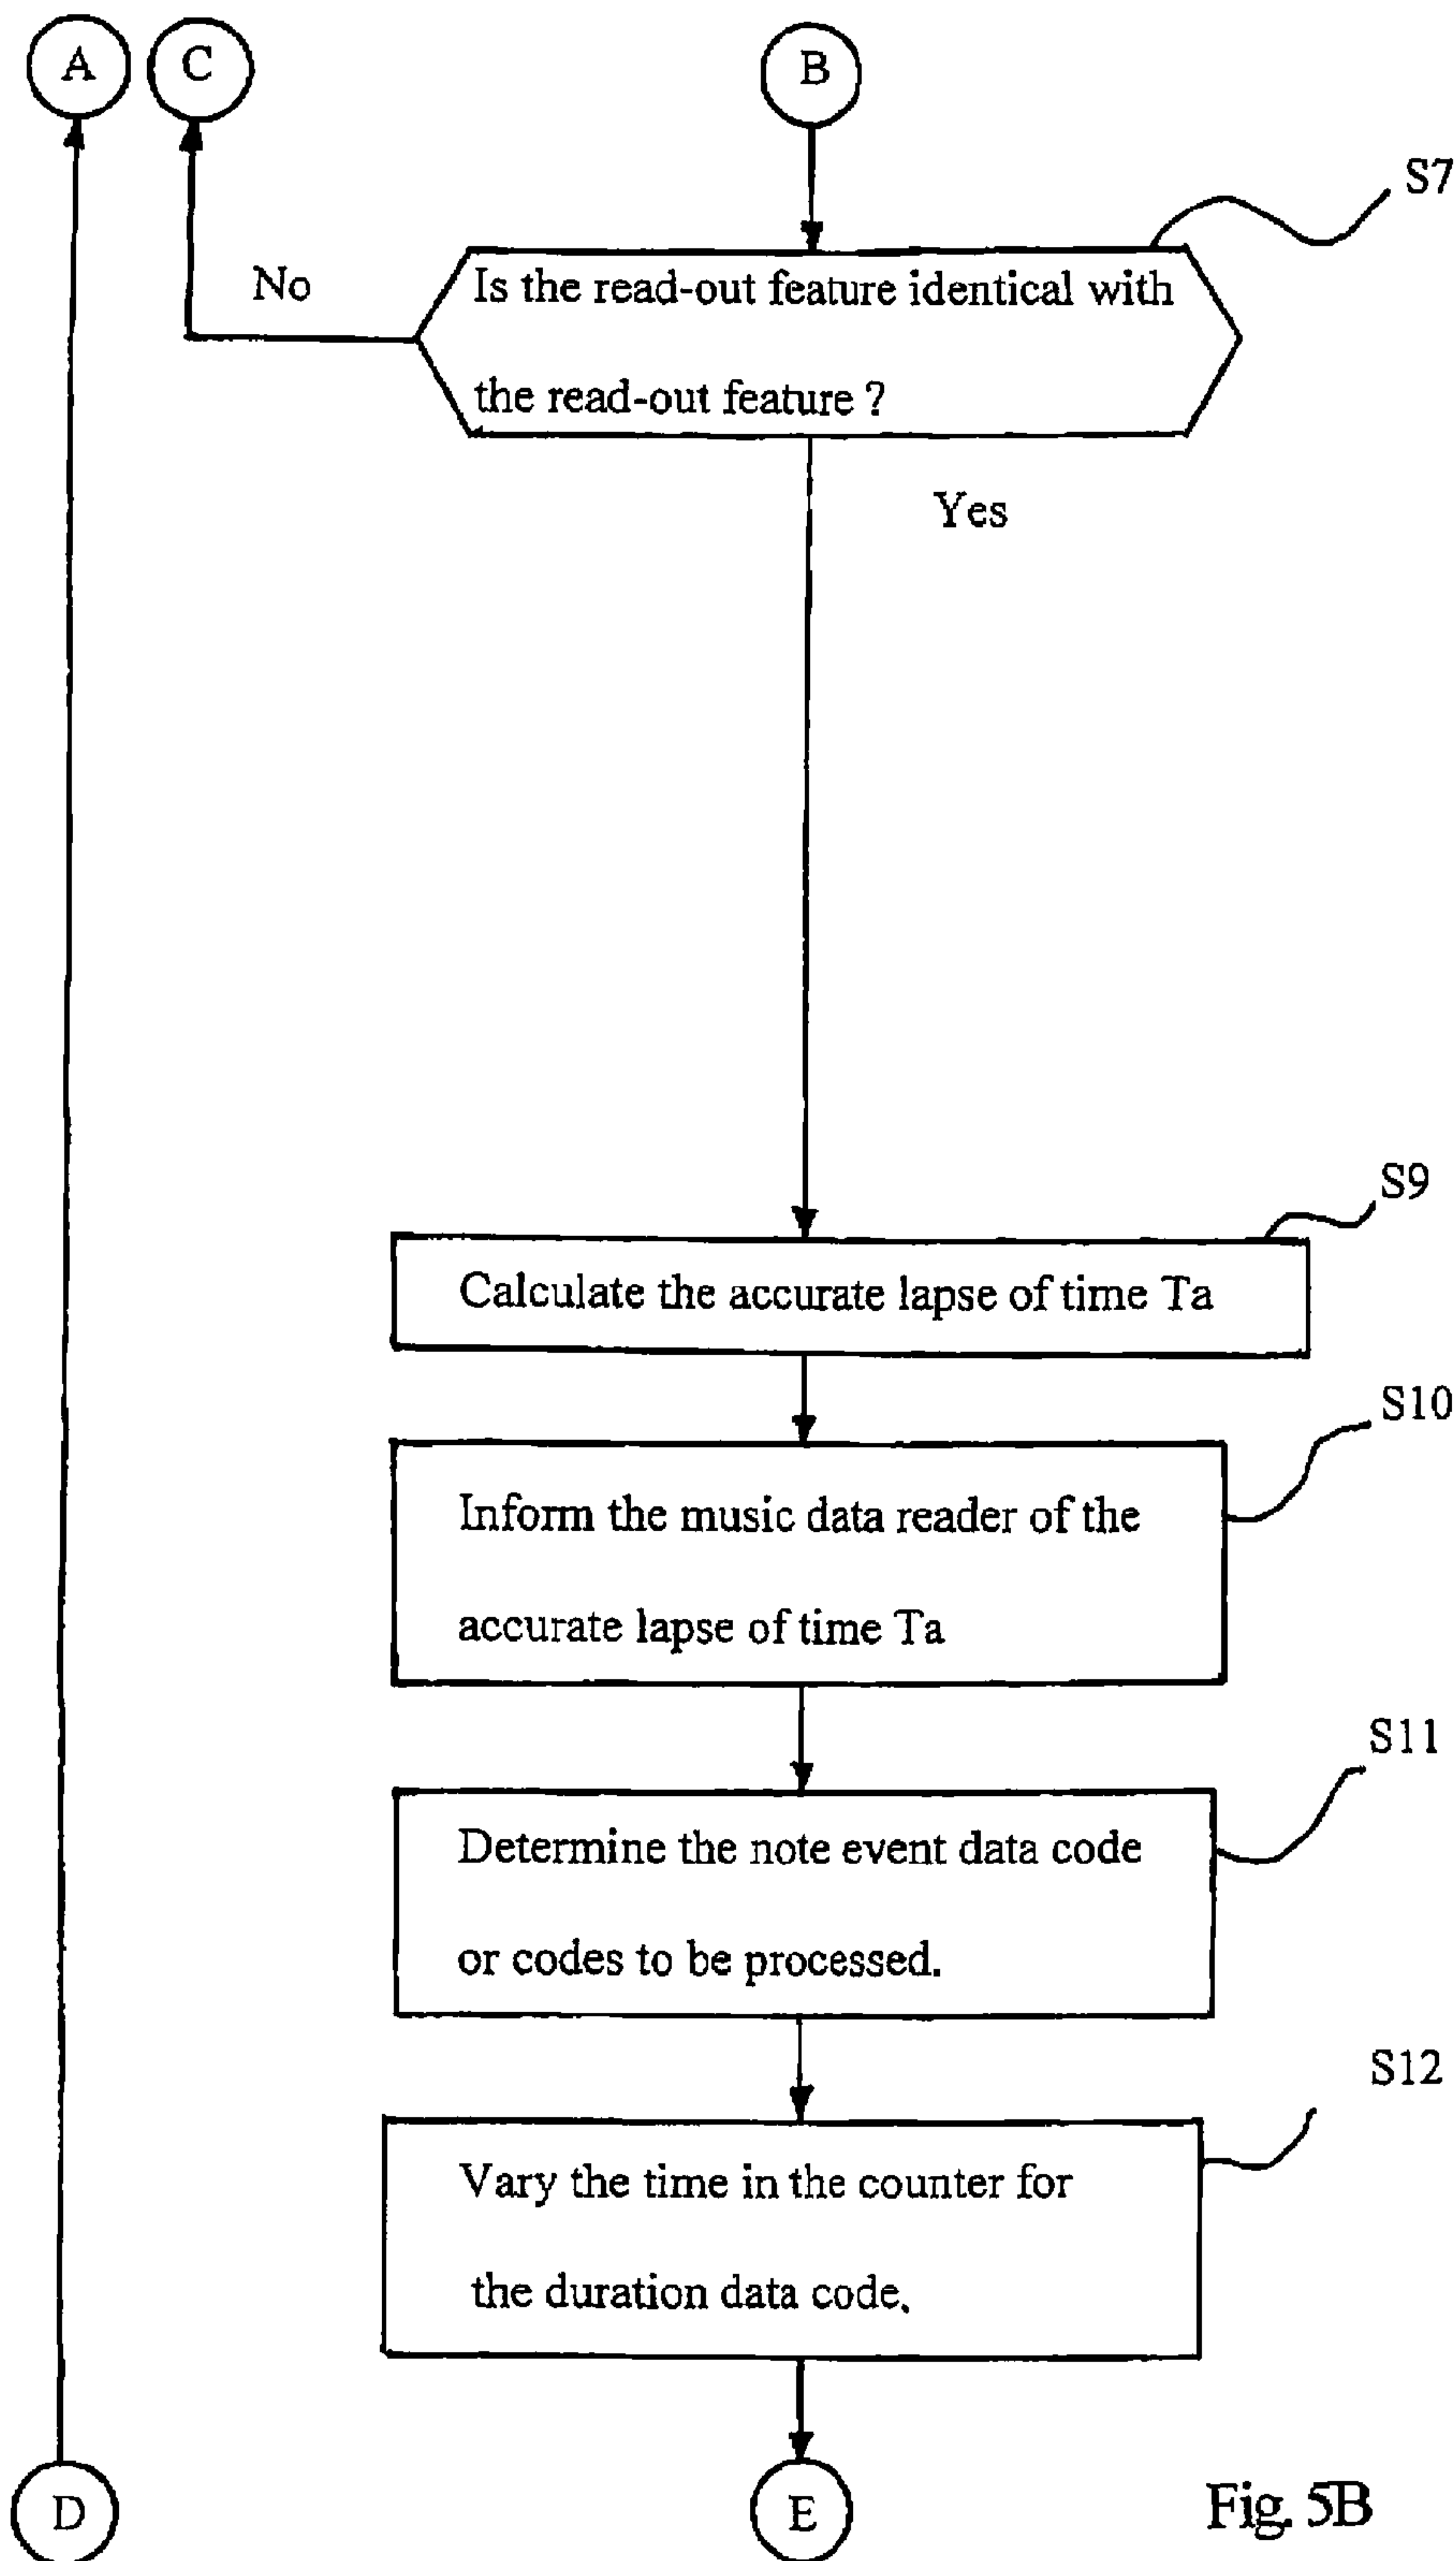 A
C
B
S7
No
Is the read-out feature identical with
the read-out feature ?
Yes
S9
Calculate the accurate lapse of time Ta
S10
Inform the music data reader of the
accurate lapse of time Ta
S11
Determine the note event data code
or codes to be processed.
S12
Vary the time in the counter for
the duration data code.
D
E
Fig. 5B